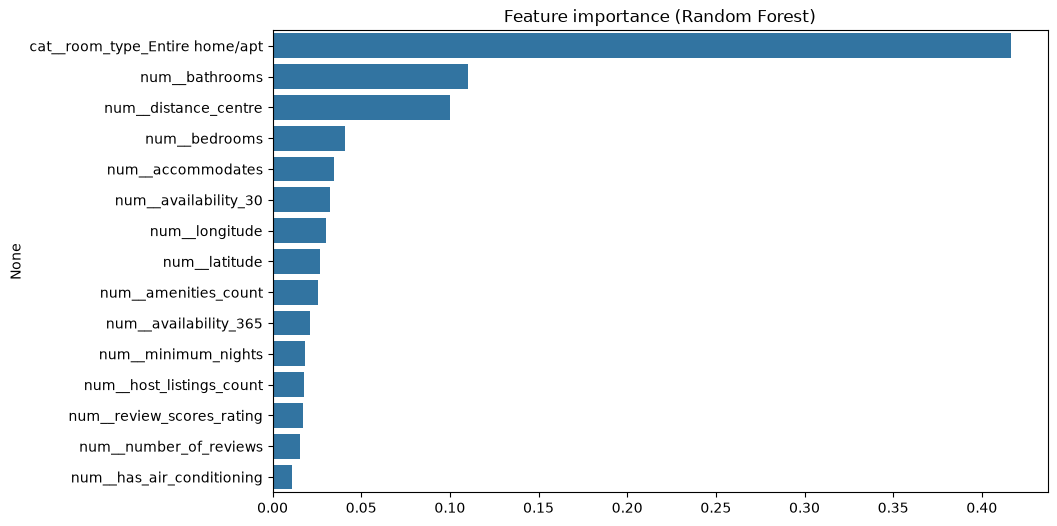 Feature importance (Random Forest)
cat__room_type_Entire home/apt
num__bathrooms
num__distance_centre
num__bedrooms
num__accommodates
num__availability_30
num__longitude
num__latitude
num__amenities_count
num__availability_365
num__minimum_nights
num__host_listings_count
num__review_scores_rating
num__number_of_reviews
num__has_air_conditioning
None
0.00 0.05 0.10 0.15 0.20 0.25 0.30 0.35 0.40